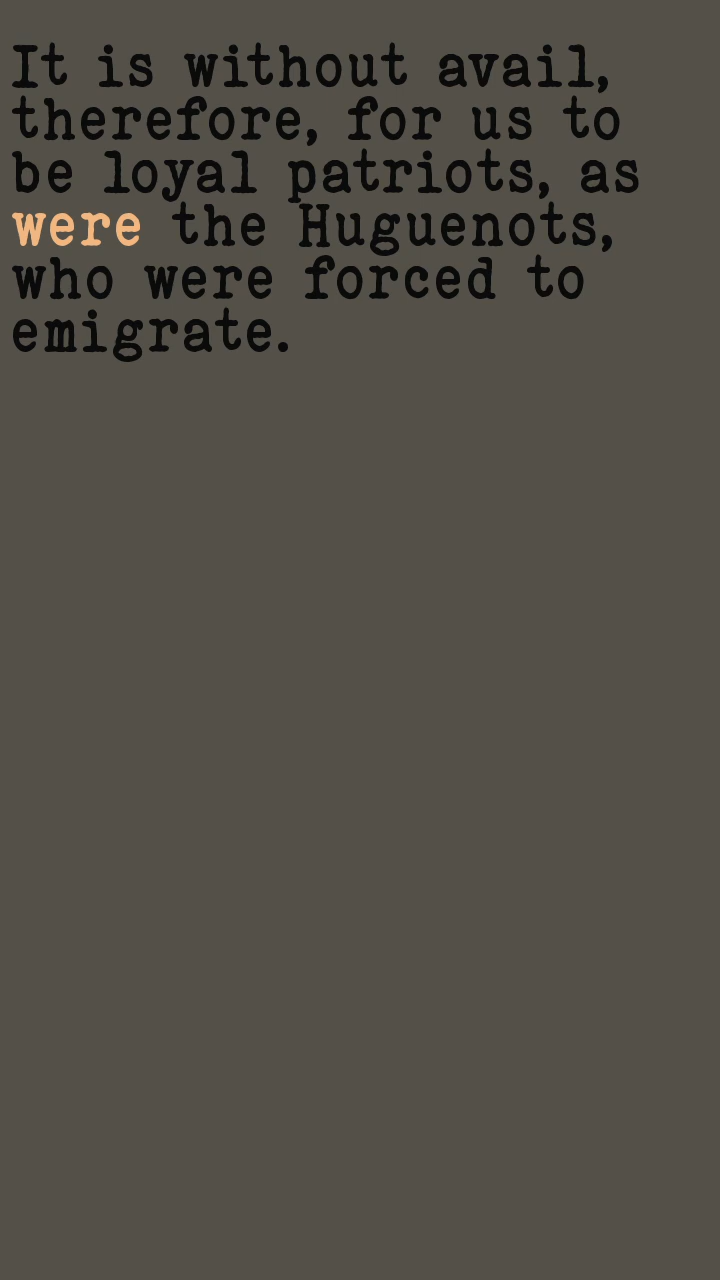 It is without avail,
therefore, for us to
be loyal patriots, as
were the Huguenots,
who were forced to
emigrate.